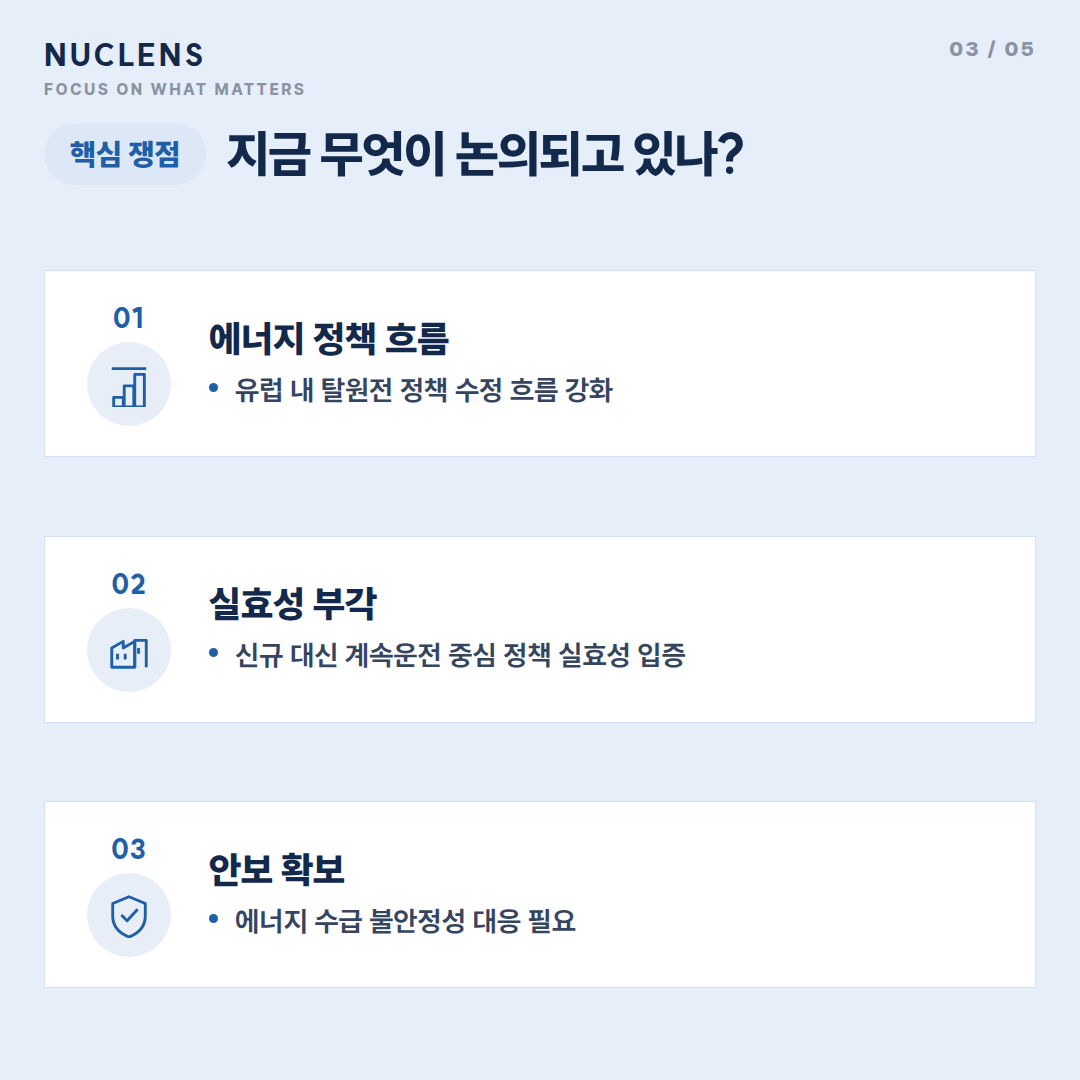 NUCLENS
03 / 05
FOCUS ON WHAT MATTERS
핵심 쟁점 지금 무엇이 논의되고 있나?
01
에너지 정책 흐름
• 유럽 내 탈원전 정책 수정 흐름 강화
02
실효성 부각
• 신규 대신 계속운전 중심 정책 실효성 입증
03
안보 확보
• 에너지 수급 불안정성 대응 필요